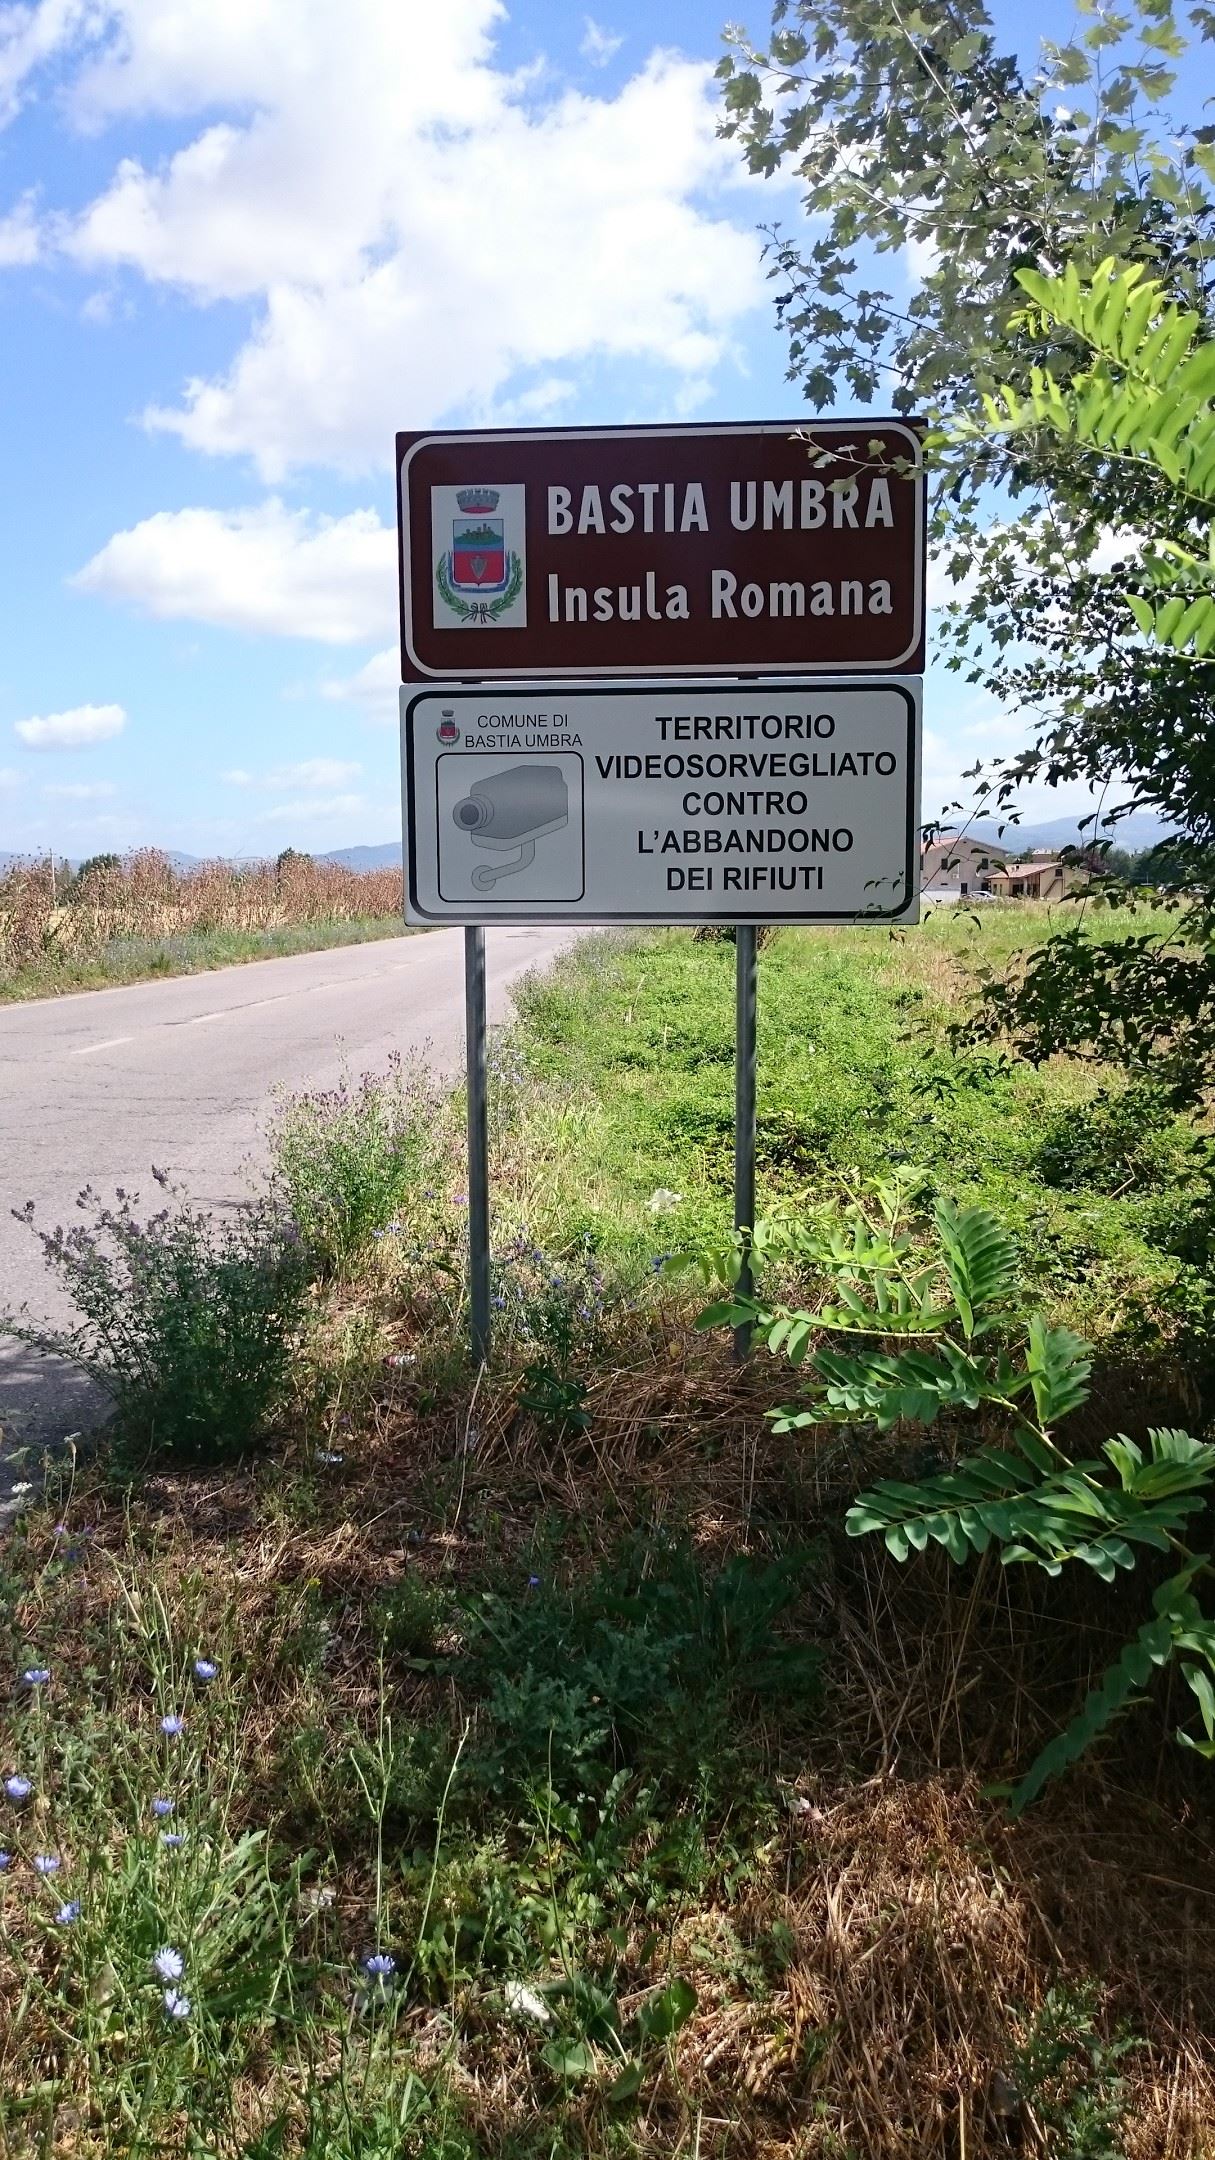 BASTIA UMBRA
Insula Romana
COMUNE DI
BASTIA UMBRA
TERRITORIO
VIDEOSORVEGLIATO
CONTRO
L'ABBANDONO
DEI RIFIUTI